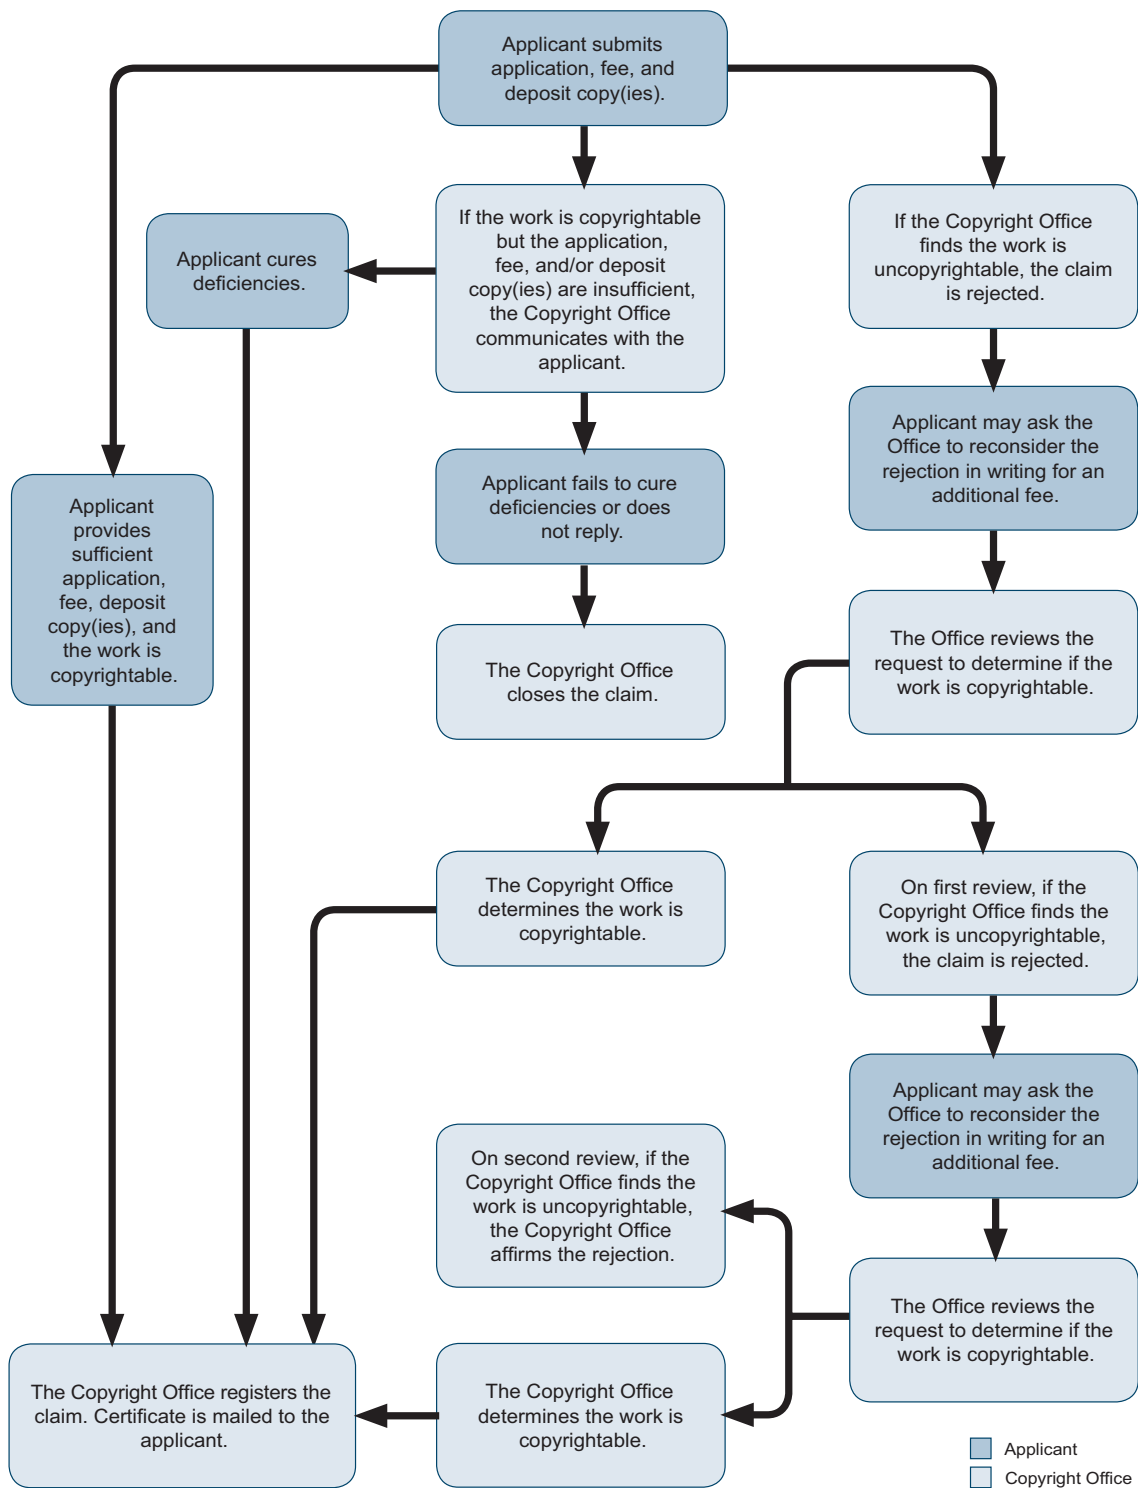 Applicant submits
application, fee, and
deposit copy(ies).
If the work is copyrightable
but the application,
fee, and/or deposit
copy(ies) are insufficient,
the Copyright Office
communicates with the
applicant.
If the Copyright Office
finds the work is
uncopyrightable, the claim
is rejected.
Applicant cures
deficiencies.
Applicant may ask the
Office to reconsider the
rejection in writing for an
additional fee.
Applicant fails to cure
deficiencies or does
not reply.
Applicant
provides
sufficient
application,
fee, deposit
copy(ies), and
the work is
copyrightable.
The Office reviews the
request to determine if the
work is copyrightable.
The Copyright Office
closes the claim.
The Copyright Office
determines the work is
copyrightable.
On first review, if the
Copyright Office finds the
work is uncopyrightable,
the claim is rejected.
Applicant may ask the
Office to reconsider the
rejection in writing for an
additional fee.
On second review, if the
Copyright Office finds the
work is uncopyrightable,
the Copyright Office
affirms the rejection.
The Office reviews the
request to determine if the
work is copyrightable.
The Copyright Office registers the
claim. Certificate is mailed to the
applicant.
The Copyright Office
determines the work is
copyrightable.
Applicant
Copyright Office